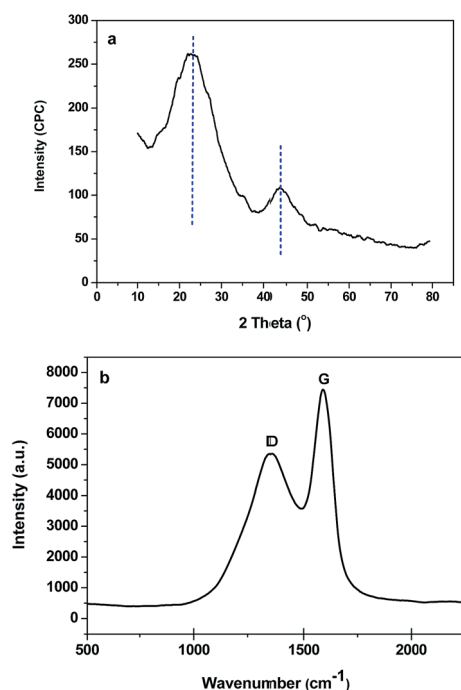 a
300
250
200
150
100
50
0
Intensity (CPC)
0 10 20 30 40 50 60 70 80
2 Theta (°)
b
G
D
8000
7000
6000
5000
4000
3000
2000
1000
0
Intensity (a.u.)
500 1000 1500 2000
Wavenumber (cm-1)